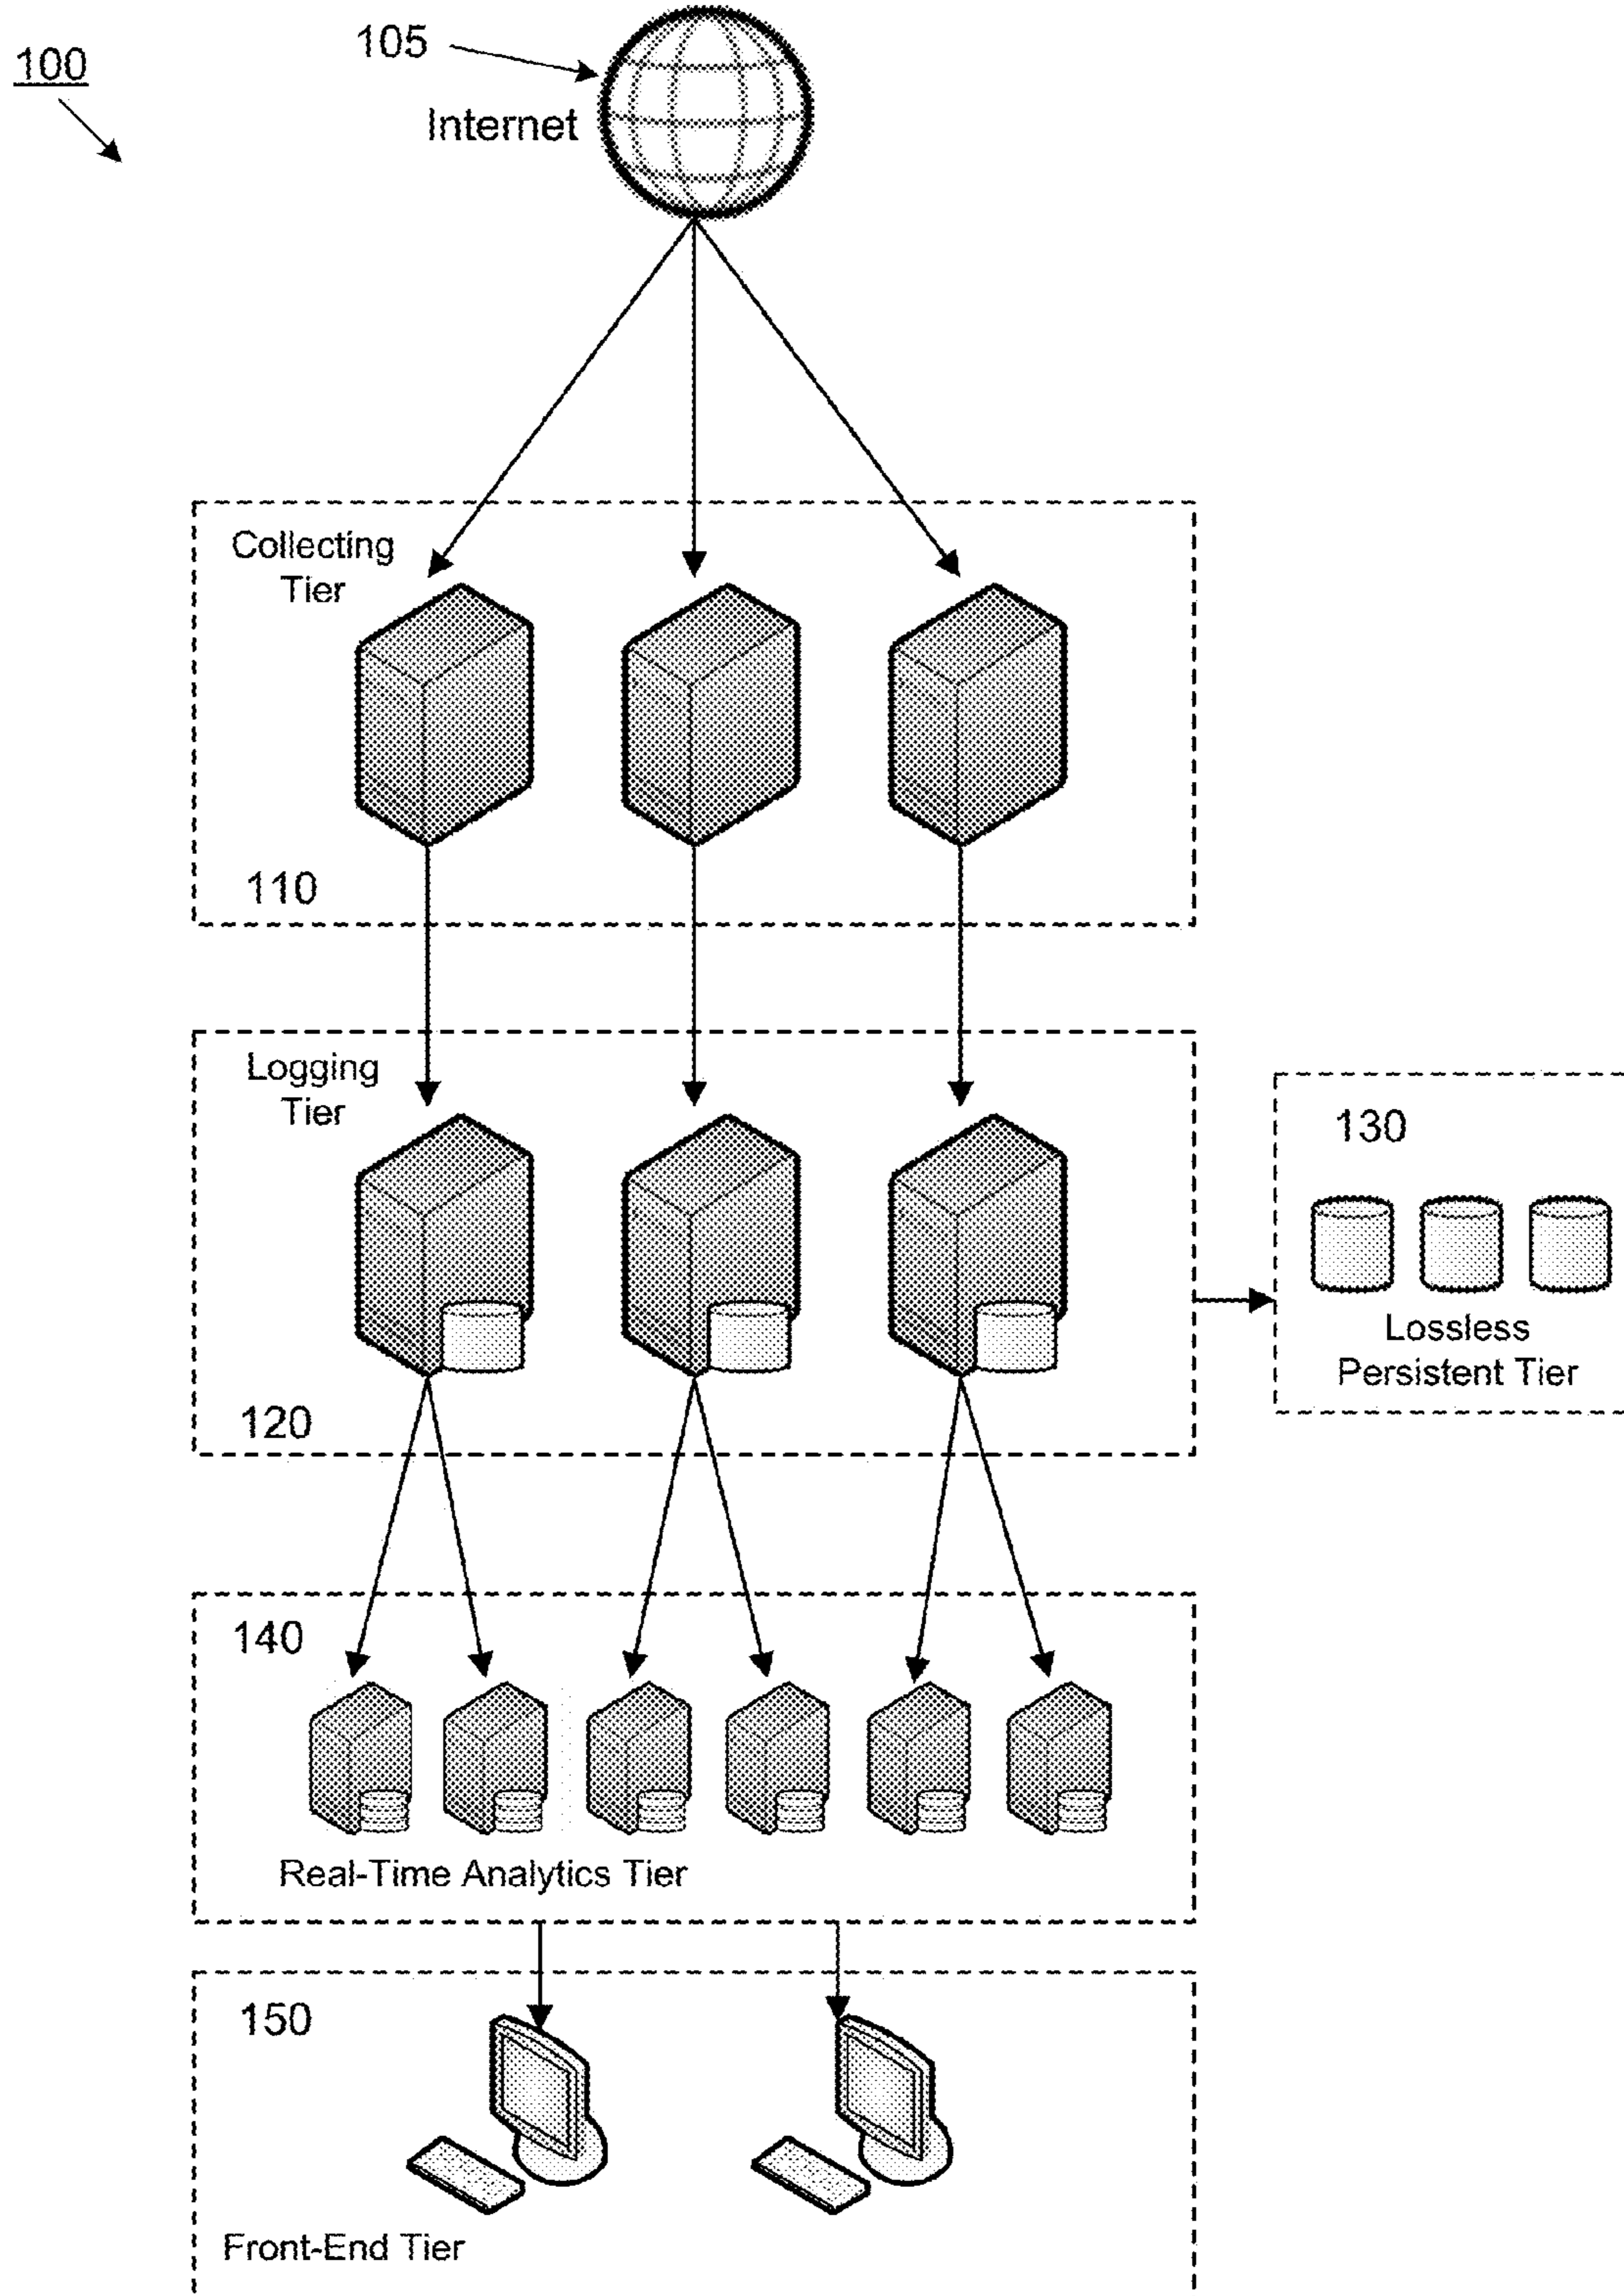 100
105
Internet
Collecting
Tier
110
Logging
Tier
120
130
Lossless
Persistent Tier
140
Real-Time Analytics Tier
150
Front-End Tier